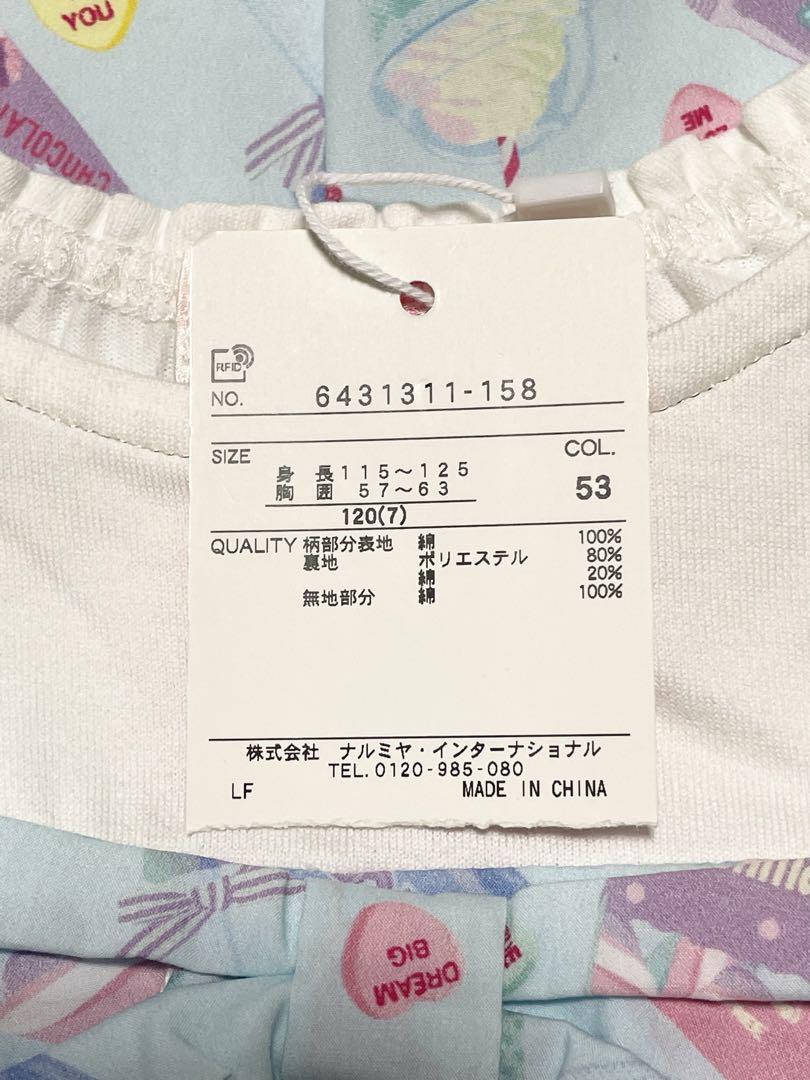 YOU
CHOCOLAT
ME
RFID
NO. 6431311-158
SIZE
COL.
身長 115～125
胸囲 57～63
53
120(7)
QUALITY 柄部分表地 綿 100%
裏地 ポリエステル 80%
綿 20%
無地部分 綿 100%
株式会社 ナルミヤ・インターナショナル
TEL. 0120-985-080
LF MADE IN CHINA
DREAM
BIG